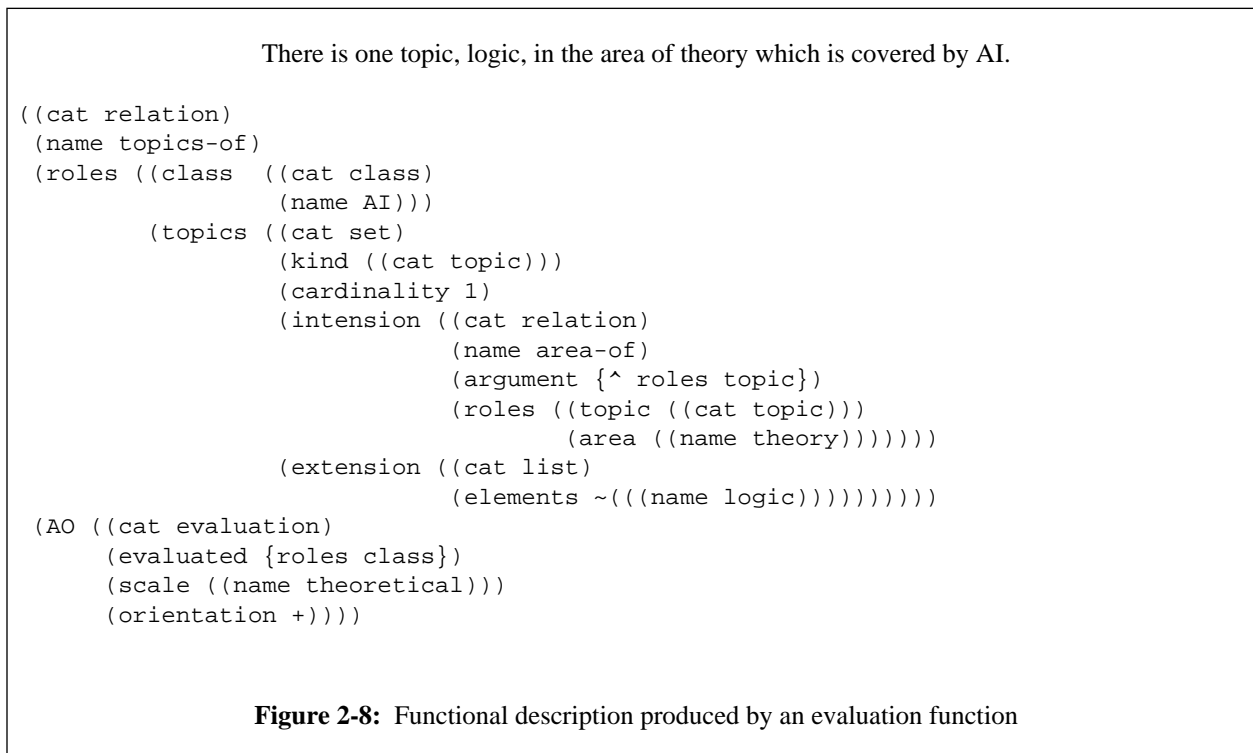 There is one topic, logic, in the area of theory which is covered by AI.
((cat relation)
 (name topics-of)
 (roles ((class  ((cat class)
                  (name AI)))
         (topics ((cat set)
                  (kind ((cat topic)))
                  (cardinality 1)
                  (intension ((cat relation)
                              (name area-of)
                              (argument {^ roles topic})
                              (roles ((topic ((cat topic)))
                                      (area ((name theory)))))))
                  (extension ((cat list)
                              (elements ~(((name logic))))))))))
 (AO ((cat evaluation)
      (evaluated {roles class})
      (scale ((name theoretical)))
      (orientation +))))
Figure 2-8: Functional description produced by an evaluation function